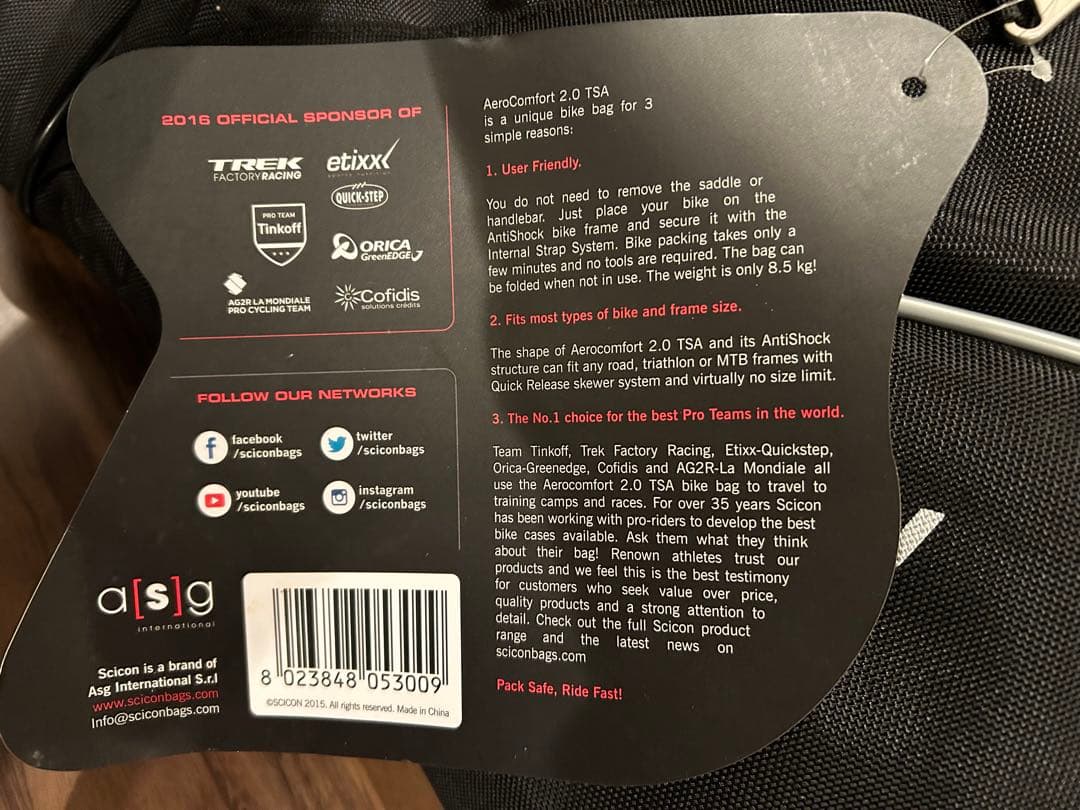 2016 OFFICIAL SPONSOR OF
TREK
FACTORY RACING
etixx
QUICK·STEP
PRO TEAM
Tinkoff
ORICA
GreenEDGE
AG2R LA MONDIALE
PRO CYCLING TEAM
Cofidis
solutions crédits
FOLLOW OUR NETWORKS
facebook
/sciconbags
twitter
/sciconbags
youtube
/sciconbags
instagram
/sciconbags
a[s]g
international
Scicon is a brand of
Asg International S.r.l
www.sciconbags.com
Info@sciconbags.com
8 023848 053009
©SCICON 2015. All rights reserved. Made in China
AeroComfort 2.0 TSA
is a unique bike bag for 3
simple reasons:
1. User Friendly.
You do not need to remove the saddle or
handlebar. Just place your bike on the
AntiShock bike frame and secure it with the
Internal Strap System. Bike packing takes only a
few minutes and no tools are required. The bag can
be folded when not in use. The weight is only 8.5 kg!
2. Fits most types of bike and frame size.
The shape of Aerocomfort 2.0 TSA and its AntiShock
structure can fit any road, triathlon or MTB frames with
Quick Release skewer system and virtually no size limit.
3. The No.1 choice for the best Pro Teams in the world.
Team Tinkoff, Trek Factory Racing, Etixx-Quickstep,
Orica-Greenedge, Cofidis and AG2R-La Mondiale all
use the Aerocomfort 2.0 TSA bike bag to travel to
training camps and races. For over 35 years Scicon
has been working with pro-riders to develop the best
bike cases available. Ask them what they think
about their bag! Renown athletes trust our
products and we feel this is the best testimony
for customers who seek value over price,
quality products and a strong attention to
detail. Check out the full Scicon product
range and the latest news on
sciconbags.com
Pack Safe, Ride Fast!